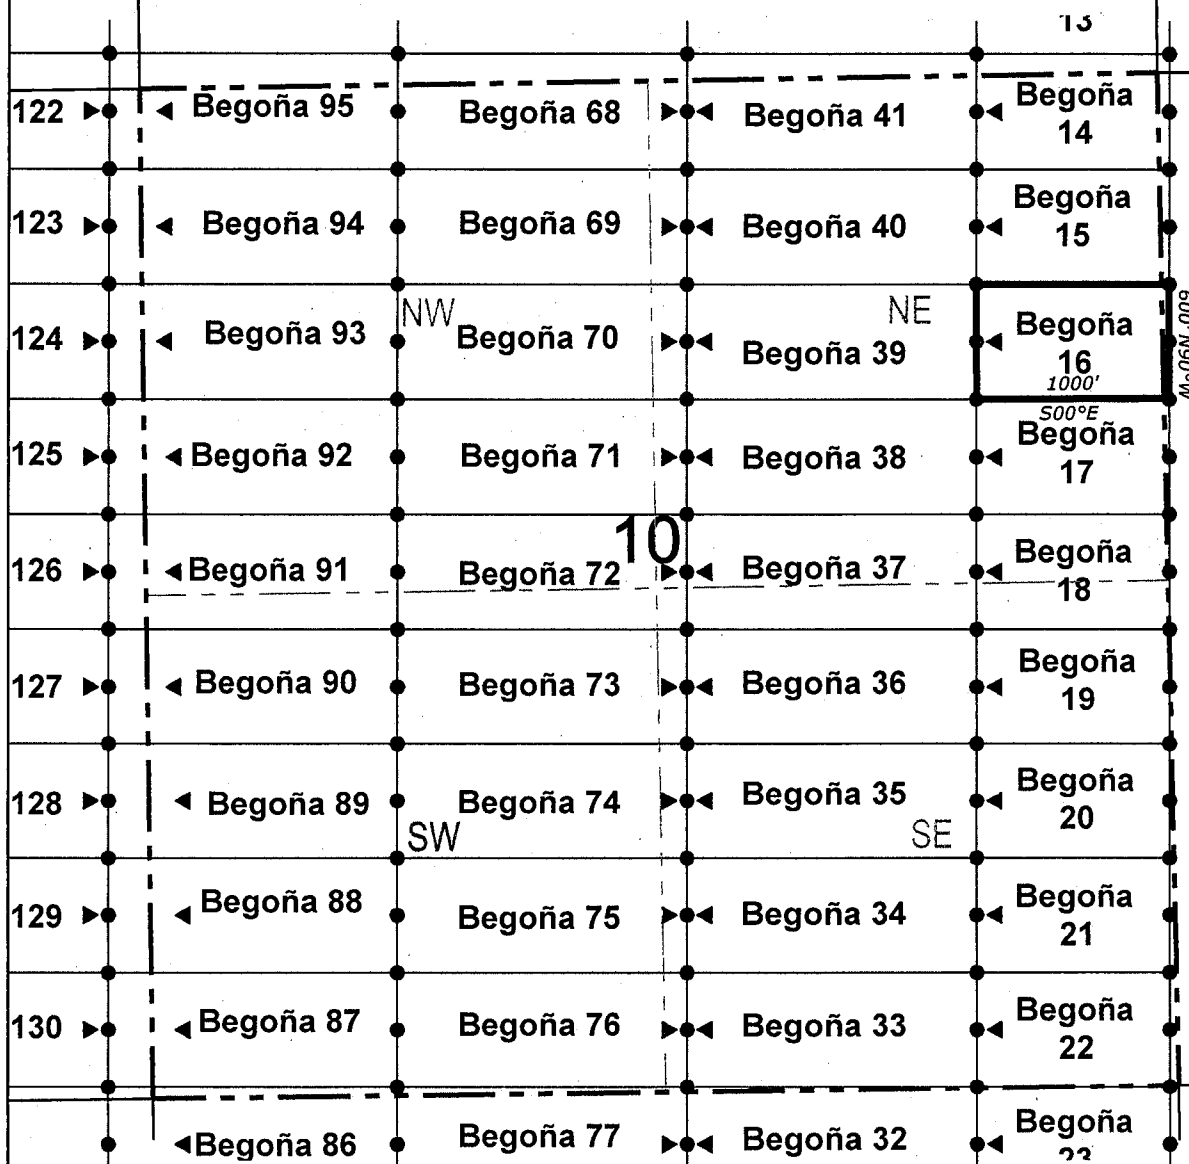 13
122 Begoña 95 Begoña 68 Begoña 41 Begoña
14
123 Begoña 94 Begoña 69 Begoña 40 Begoña
15
NW NE
124 Begoña 93 Begoña 70 Begoña 39 Begoña
16
1000'
600' N90°W
S00°E
125 Begoña 92 Begoña 71 Begoña 38 Begoña
17
10
126 Begoña 91 Begoña 72 Begoña 37 Begoña
18
127 Begoña 90 Begoña 73 Begoña 36 Begoña
19
128 Begoña 89 Begoña 74 Begoña 35 Begoña
20
SW SE
129 Begoña 88 Begoña 75 Begoña 34 Begoña
21
130 Begoña 87 Begoña 76 Begoña 33 Begoña
22
Begoña 86 Begoña 77 Begoña 32 Begoña
23